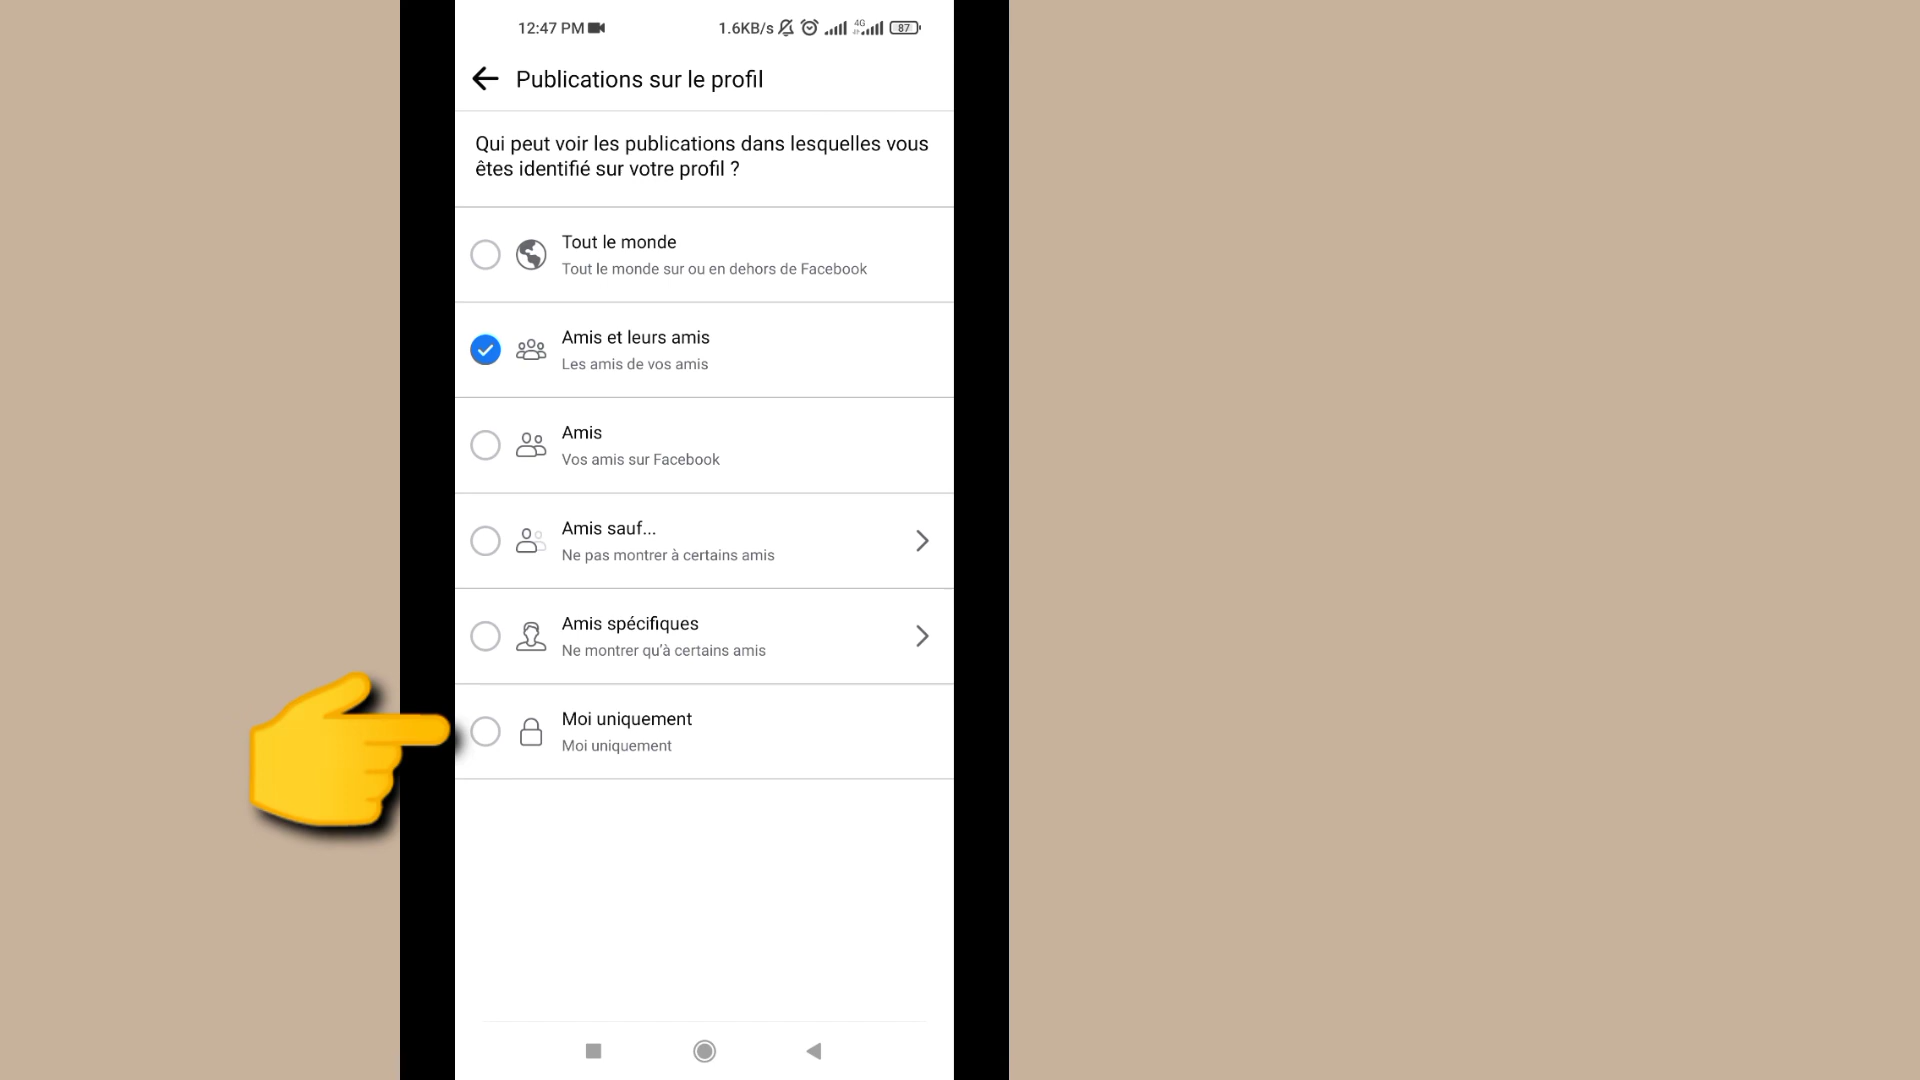 12:47 PM
1.6KB/s
4G
87
Publications sur le profil
Qui peut voir les publications dans lesquelles vous
êtes identifié sur votre profil ?
Tout le monde
Tout le monde sur ou en dehors de Facebook
Amis et leurs amis
Les amis de vos amis
Amis
Vos amis sur Facebook
Amis sauf...
Ne pas montrer à certains amis
Amis spécifiques
Ne montrer qu'à certains amis
Moi uniquement
Moi uniquement